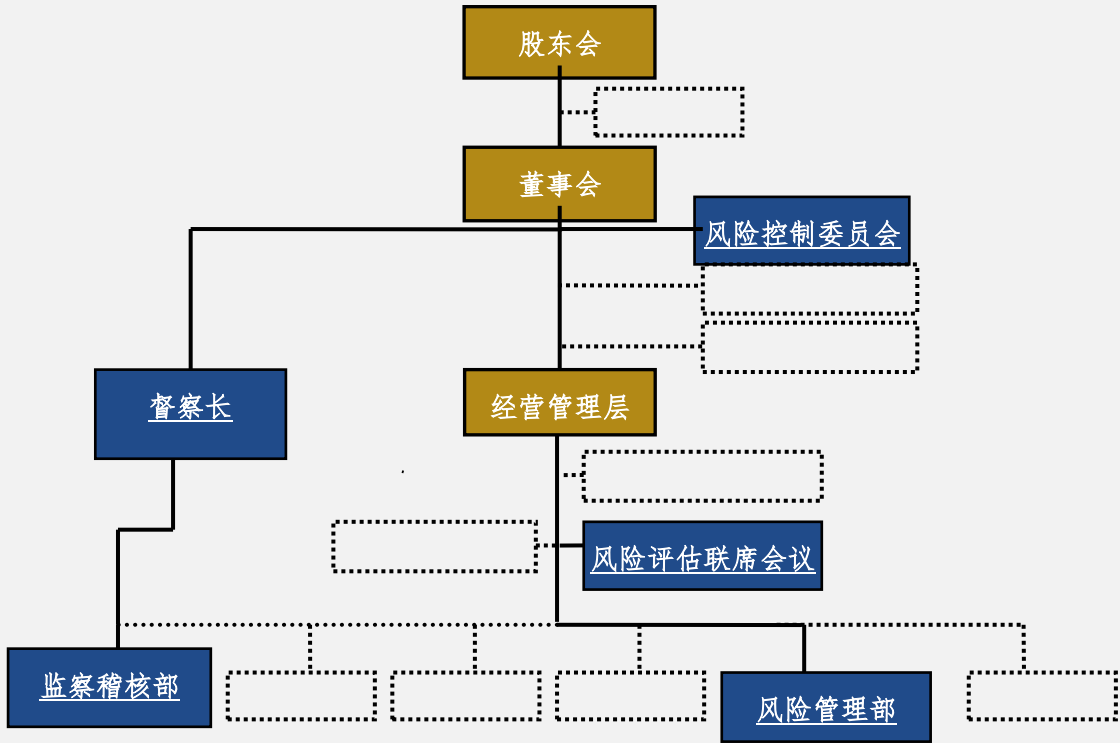 股东会
董事会
风险控制委员会
督察长
经营管理层
风险评估联席会议
监察稽核部
风险管理部